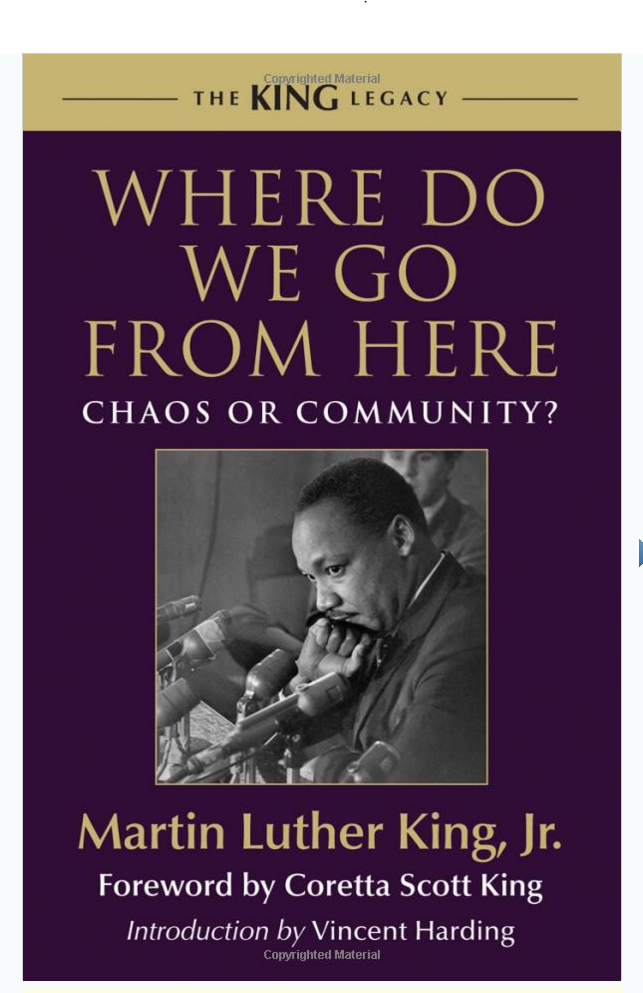 Copyrighted Material
THE KING LEGACY
WHERE DO
WE GO
FROM HERE
CHAOS OR COMMUNITY?
Martin Luther King, Jr.
Foreword by Coretta Scott King
Introduction by Vincent Harding
Copyrighted Material